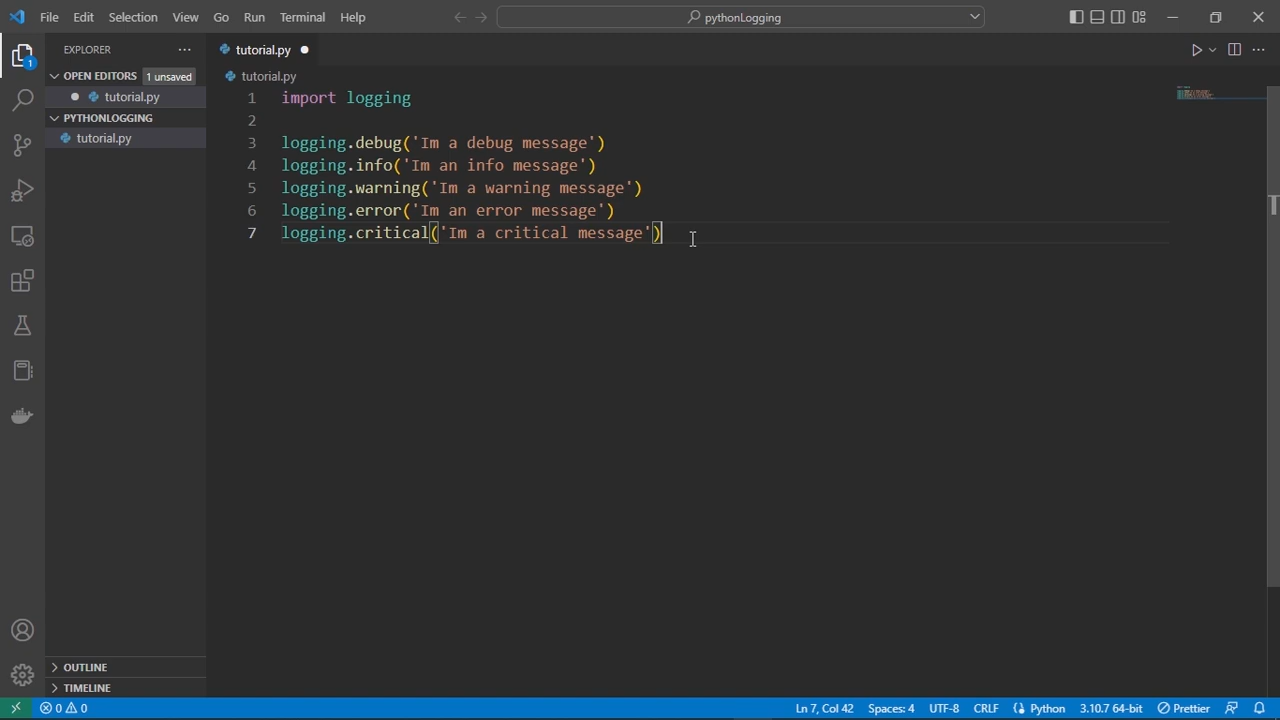 File Edit Selection View Go Run Terminal Help
pythonLogging
EXPLORER
1
OPEN EDITORS 1 unsaved
tutorial.py
PYTHONLOGGING
tutorial.py
OUTLINE
TIMELINE
tutorial.py
tutorial.py
1 import logging
2
3 logging.debug('Im a debug message')
4 logging.info('Im an info message')
5 logging.warning('Im a warning message')
6 logging.error('Im an error message')
7 logging.critical('Im a critical message')
0 0
Ln 7, Col 42 Spaces: 4 UTF-8 CRLF Python 3.10.7 64-bit Prettier